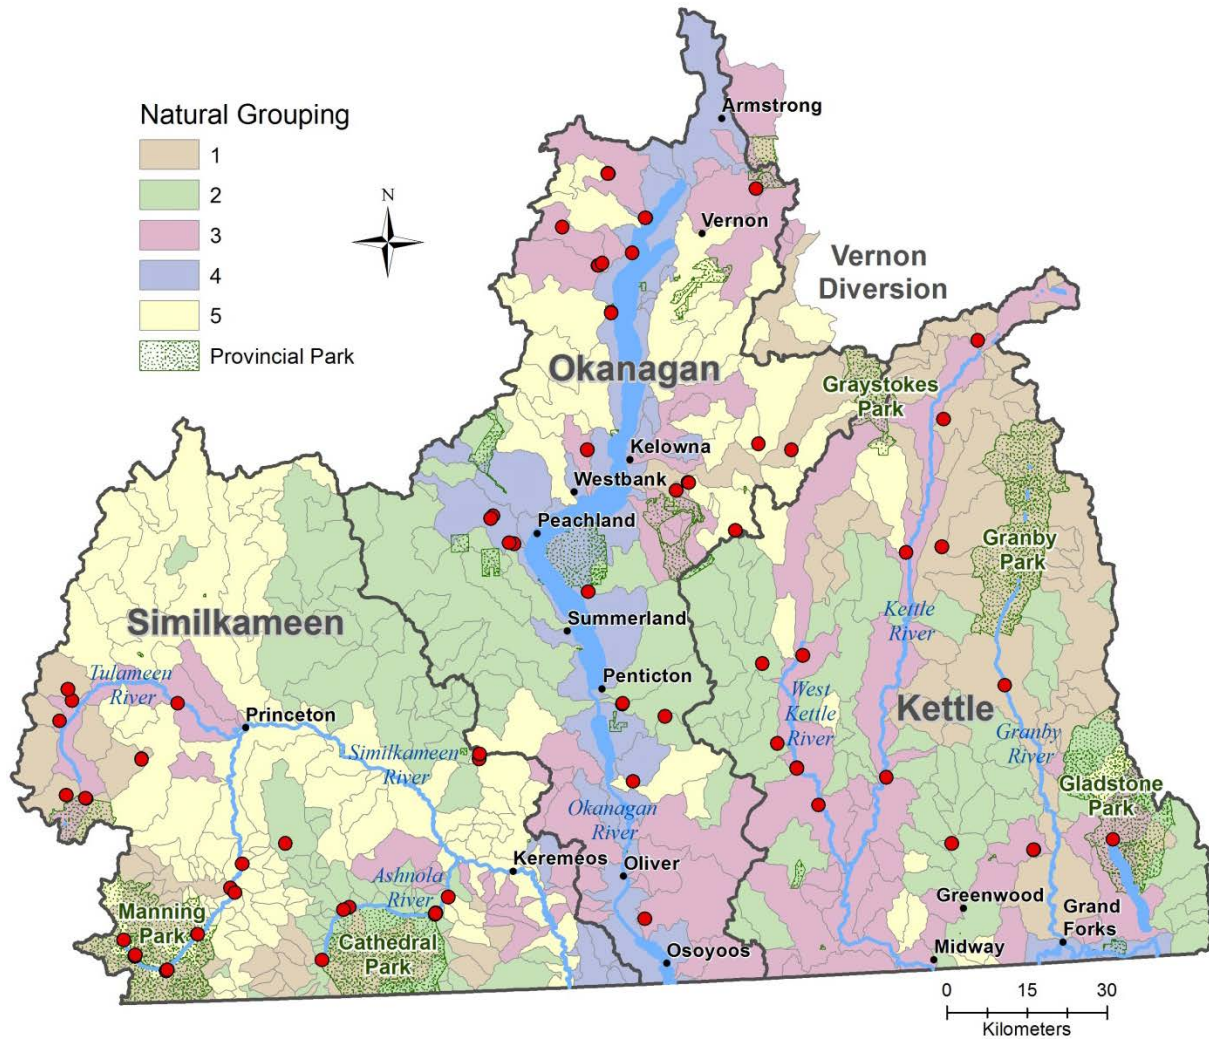 Natural Grouping
1
2
3
4
5
Provincial Park
N
Armstrong
Vernon
Vernon
Diversion
Okanagan
Graystokes
Park
Kelowna
Westbank
Peachland
Granby
Park
Similkameen
Summerland
Kettle
River
Tulameen
River
Penticton
West
Kettle
River
Kettle
Granby
River
Princeton
Similkameen
River
Gladstone
Park
Okanagan
River
Keremeos
Oliver
Ashnola
River
Greenwood
Manning
Park
Cathedral
Park
Grand
Forks
Osoyoos
Midway
0 15 30
Kilometers